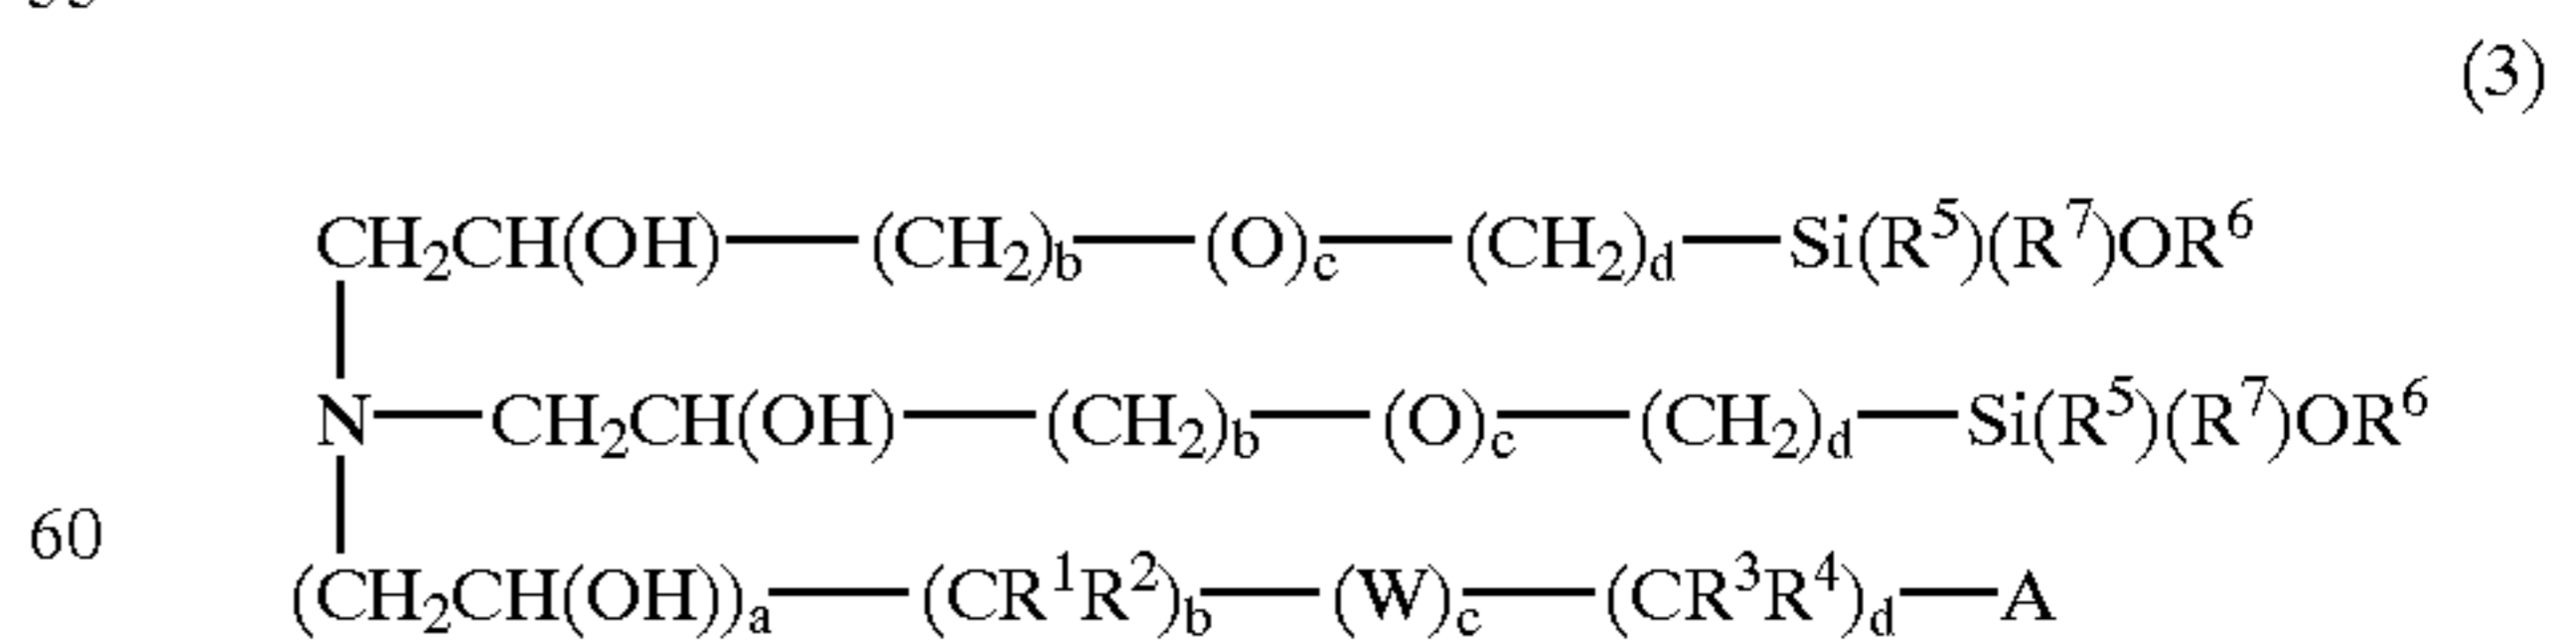 (3)
CH₂CH(OH)—(CH₂)b—(O)c—(CH₂)d—Si(R⁵)(R⁷)OR⁶
N—CH₂CH(OH)—(CH₂)b—(O)c—(CH₂)d—Si(R⁵)(R⁷)OR⁶
60
(CH₂CH(OH))a—(CR¹R²)b—(W)c—(CR³R⁴)d—A